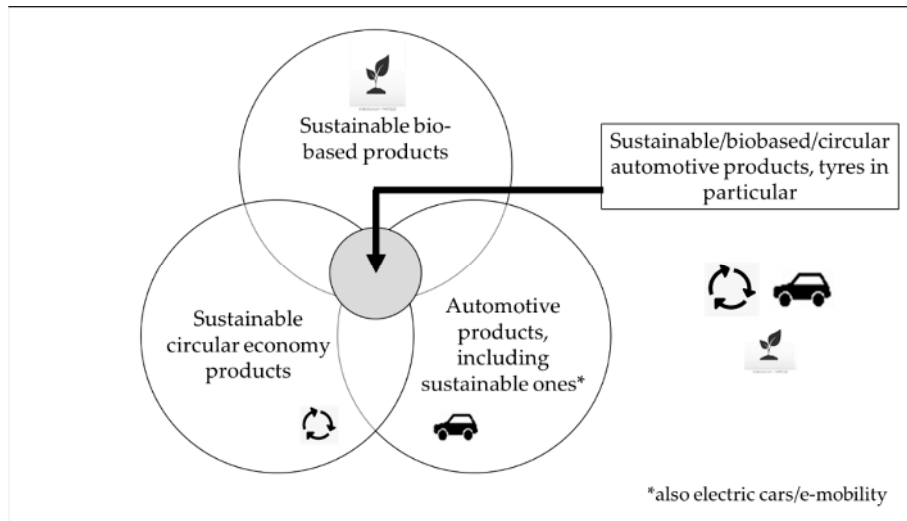 Sustainable bio-
based products
Sustainable/biobased/circular
automotive products, tyres in
particular
Sustainable
circular economy
products
Automotive
products,
including
sustainable ones*
*also electric cars/e-mobility